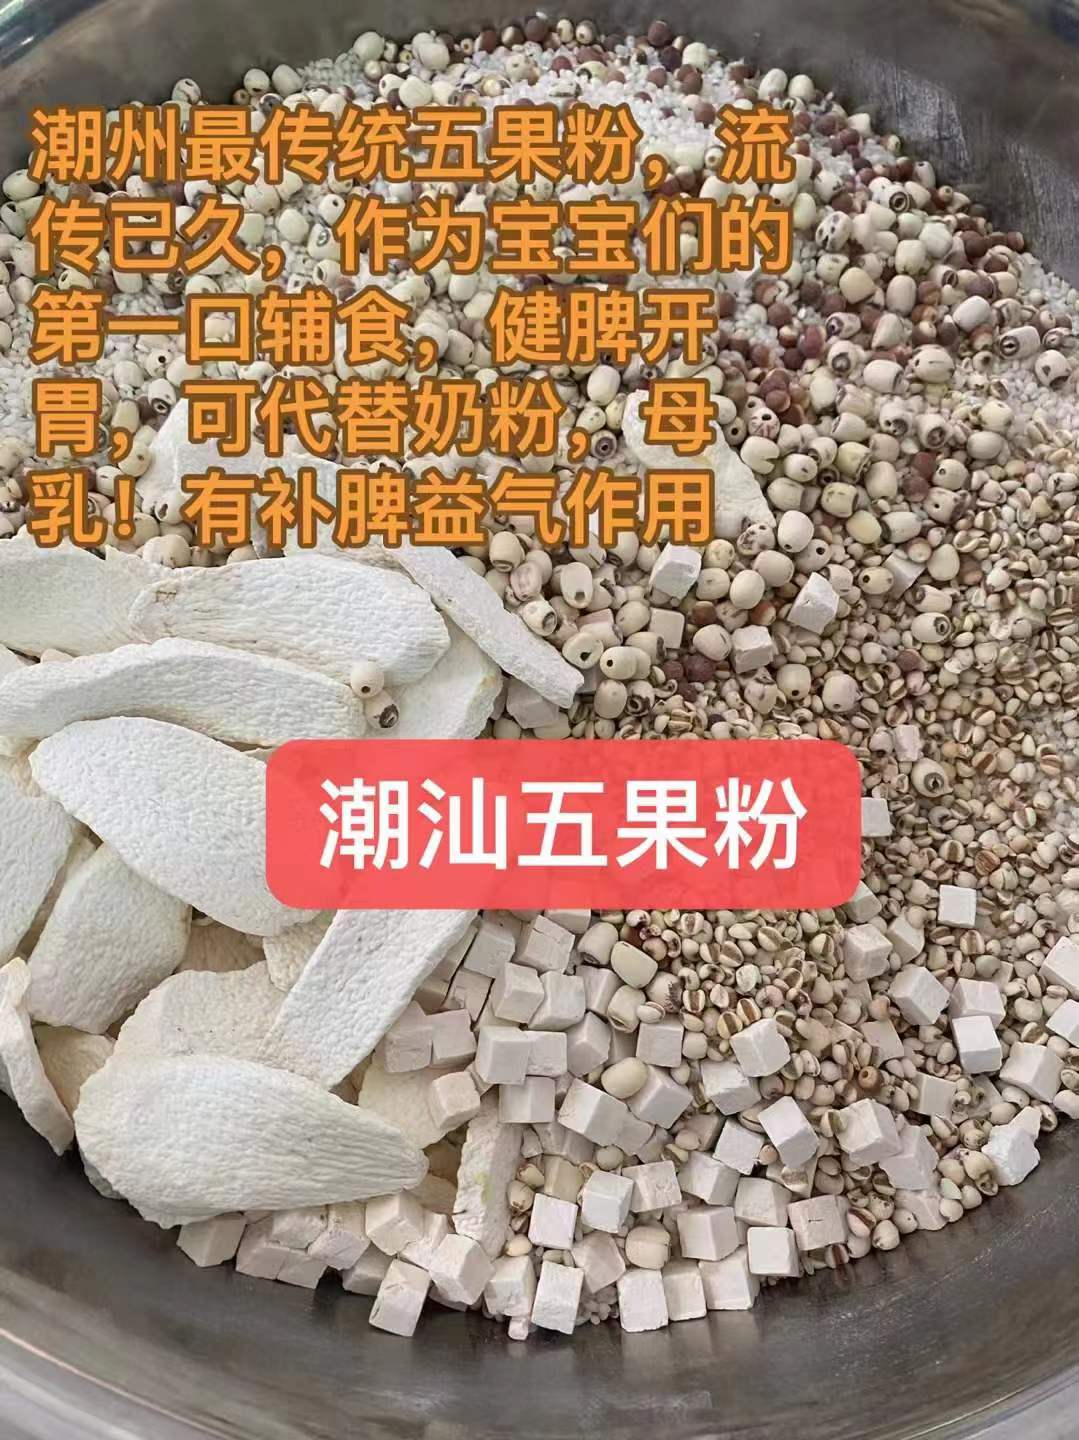 潮州最传统五果粉，流
传已久，作为宝宝们的
第一口辅食，健脾开
胃，可代替奶粉，母
乳！有补脾益气作用
潮汕五果粉